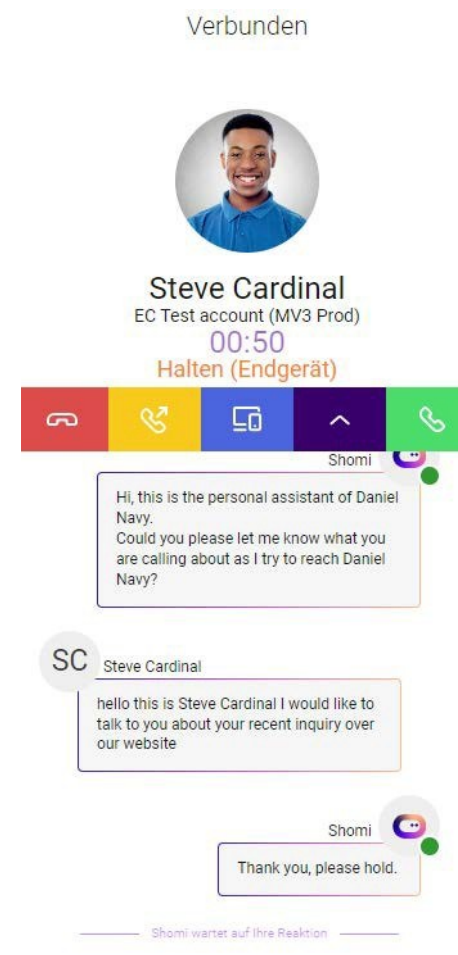 Verbunden
Steve Cardinal
EC Test account (MV3 Prod)
00:50
Halten (Endgerät)
Shomi
Hi, this is the personal assistant of Daniel
Navy.
Could you please let me know what you
are calling about as I try to reach Daniel
Navy?
SC
Steve Cardinal
hello this is Steve Cardinal I would like to
talk to you about your recent inquiry over
our website
Shomi
Thank you, please hold.
Shomi wartet auf Ihre Reaktion